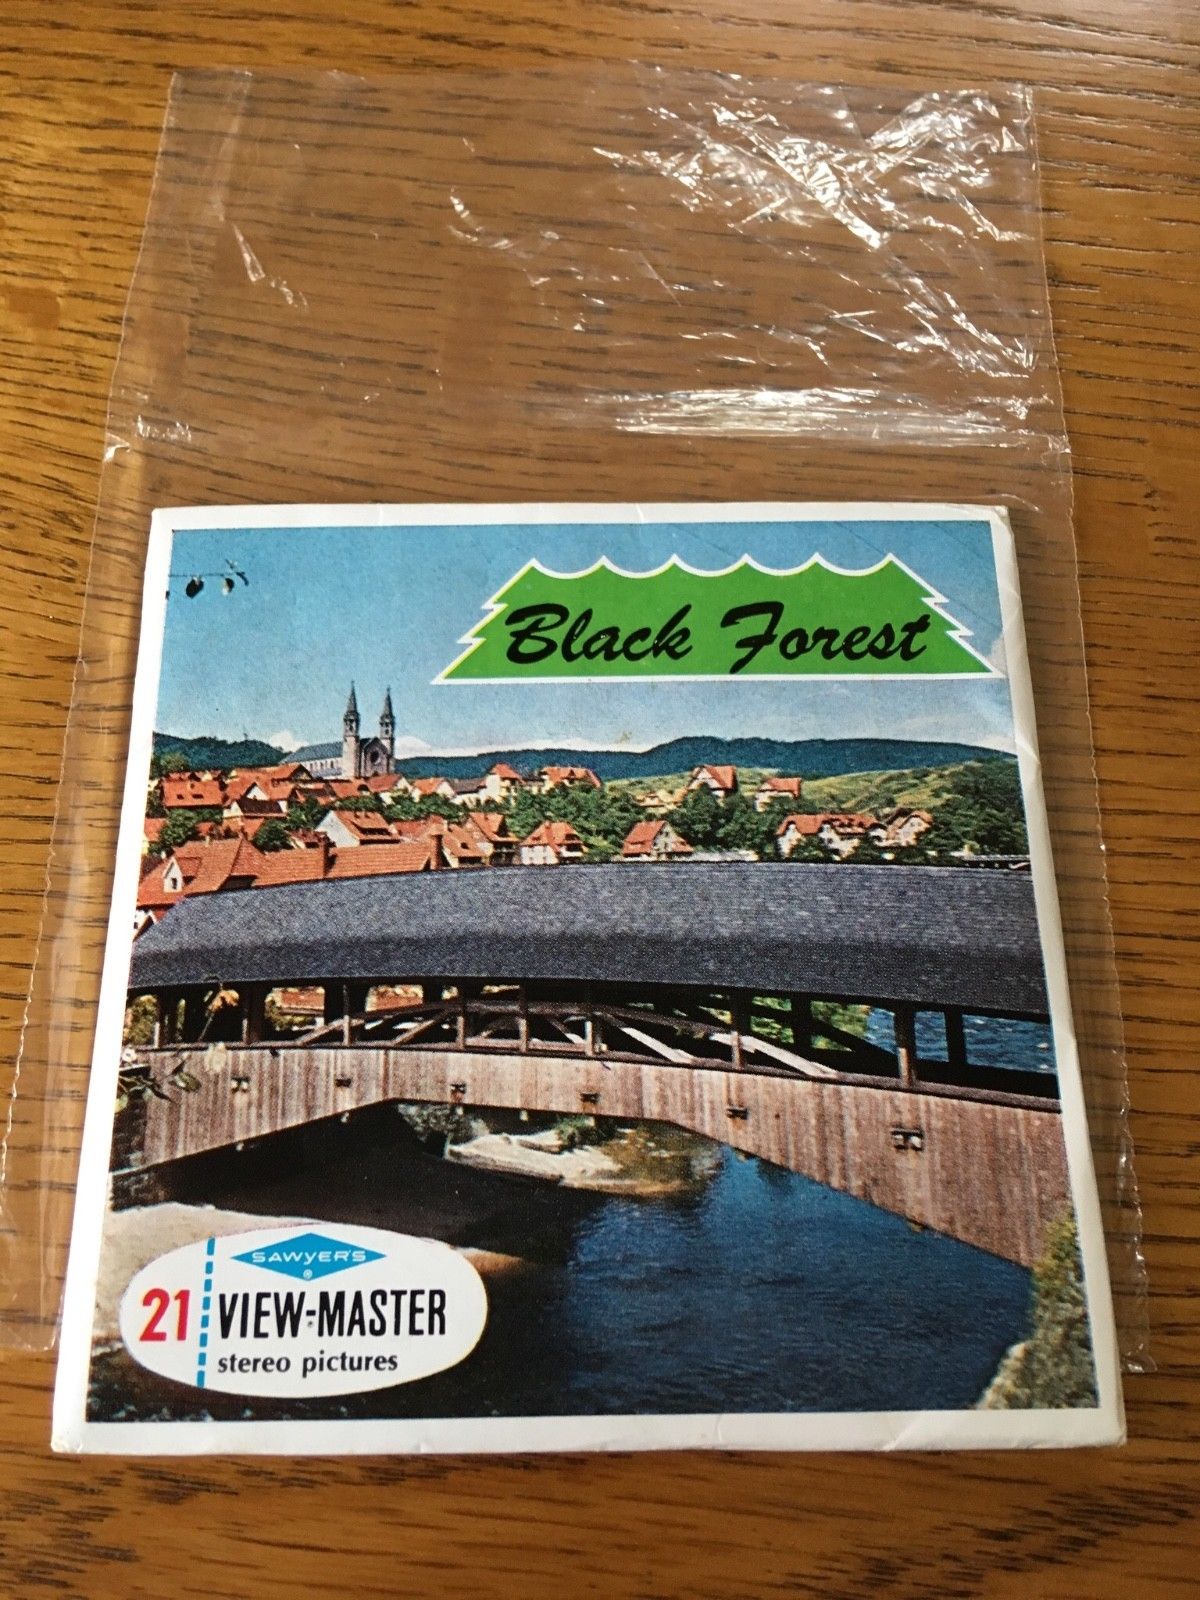 Black Forest
SAWYER'S
®
21 VIEW-MASTER
stereo pictures